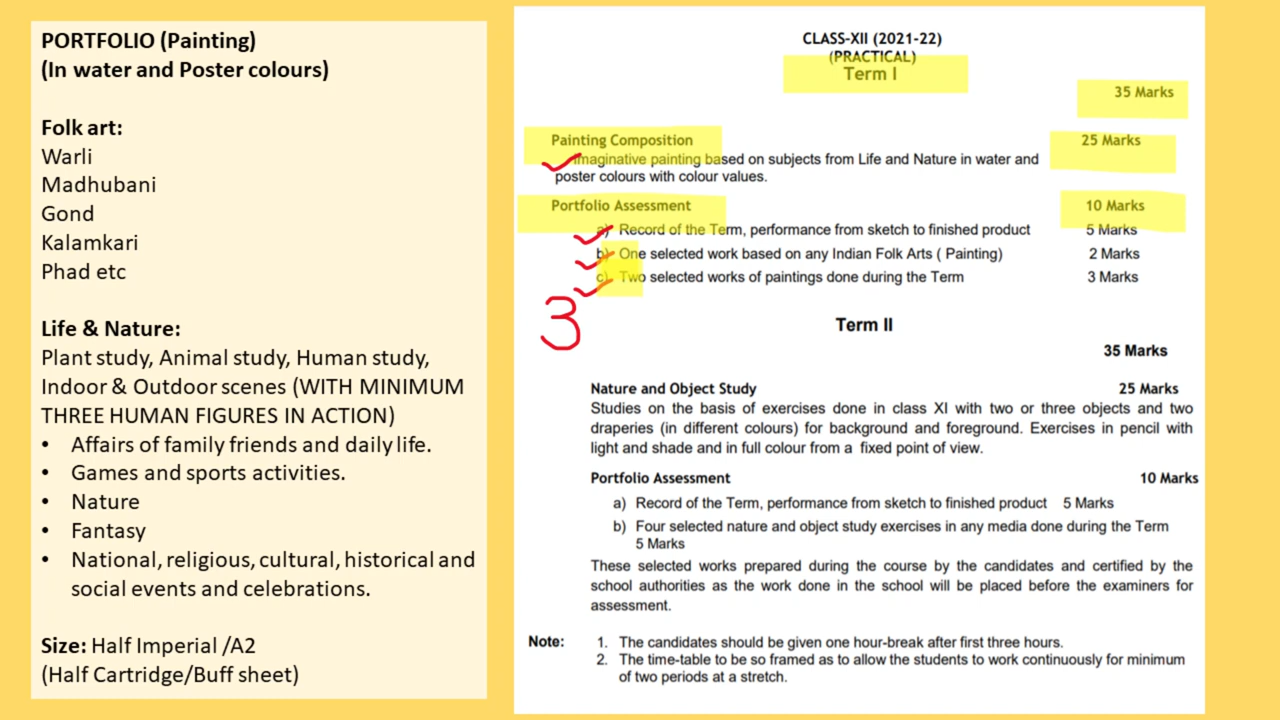 PORTFOLIO (Painting)
(In water and Poster colours)
Folk art:
Warli
Madhubani
Gond
Kalamkari
Phad etc
Life & Nature:
Plant study, Animal study, Human study,
Indoor & Outdoor scenes (WITH MINIMUM
THREE HUMAN FIGURES IN ACTION)
• Affairs of family friends and daily life.
• Games and sports activities.
• Nature
• Fantasy
• National, religious, cultural, historical and
social events and celebrations.
Size: Half Imperial /A2
(Half Cartridge/Buff sheet)
CLASS-XII (2021-22)
(PRACTICAL)
Term I
35 Marks
Painting Composition 25 Marks
Imaginative painting based on subjects from Life and Nature in water and
poster colours with colour values.
Portfolio Assessment 10 Marks
a) Record of the Term, performance from sketch to finished product 5 Marks
b) One selected work based on any Indian Folk Arts ( Painting) 2 Marks
c) Two selected works of paintings done during the Term 3 Marks
3
Term II
35 Marks
Nature and Object Study 25 Marks
Studies on the basis of exercises done in class XI with two or three objects and two
draperies (in different colours) for background and foreground. Exercises in pencil with
light and shade and in full colour from a fixed point of view.
Portfolio Assessment 10 Marks
a) Record of the Term, performance from sketch to finished product 5 Marks
b) Four selected nature and object study exercises in any media done during the Term
5 Marks
These selected works prepared during the course by the candidates and certified by the
school authorities as the work done in the school will be placed before the examiners for
assessment.
Note: 1. The candidates should be given one hour-break after first three hours.
2. The time-table to be so framed as to allow the students to work continuously for minimum
of two periods at a stretch.